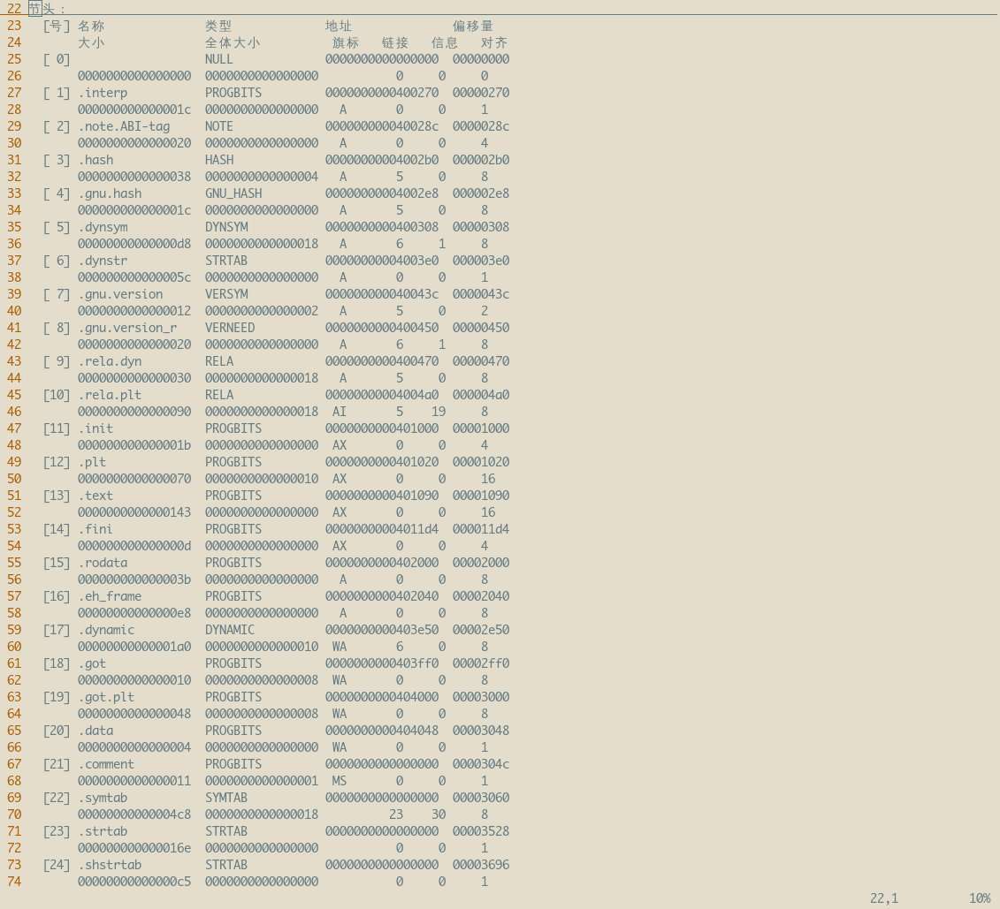 22 节头：
23   [号] 名称              类型             地址              偏移量
24        大小              全体大小          旗标   链接   信息   对齐
25   [ 0]                   NULL             0000000000000000  00000000
26        0000000000000000  0000000000000000           0     0     0
27   [ 1] .interp           PROGBITS         0000000000400270  00000270
28        000000000000001c  0000000000000000   A       0     0     1
29   [ 2] .note.ABI-tag     NOTE             000000000040028c  0000028c
30        0000000000000020  0000000000000000   A       0     0     4
31   [ 3] .hash             HASH             00000000004002b0  000002b0
32        0000000000000038  0000000000000004   A       5     0     8
33   [ 4] .gnu.hash         GNU_HASH         00000000004002e8  000002e8
34        000000000000001c  0000000000000000   A       5     0     8
35   [ 5] .dynsym           DYNSYM           0000000000400308  00000308
36        00000000000000d8  0000000000000018   A       6     1     8
37   [ 6] .dynstr           STRTAB           00000000004003e0  000003e0
38        000000000000005c  0000000000000000   A       0     0     1
39   [ 7] .gnu.version      VERSYM           000000000040043c  0000043c
40        0000000000000012  0000000000000002   A       5     0     2
41   [ 8] .gnu.version_r    VERNEED          0000000000400450  00000450
42        0000000000000020  0000000000000000   A       6     1     8
43   [ 9] .rela.dyn         RELA             0000000000400470  00000470
44        0000000000000030  0000000000000018   A       5     0     8
45   [10] .rela.plt         RELA             00000000004004a0  000004a0
46        0000000000000090  0000000000000018  AI       5    19     8
47   [11] .init             PROGBITS         0000000000401000  00001000
48        000000000000001b  0000000000000000  AX       0     0     4
49   [12] .plt              PROGBITS         0000000000401020  00001020
50        0000000000000070  0000000000000010  AX       0     0     16
51   [13] .text             PROGBITS         0000000000401090  00001090
52        0000000000000143  0000000000000000  AX       0     0     16
53   [14] .fini             PROGBITS         00000000004011d4  000011d4
54        000000000000000d  0000000000000000  AX       0     0     4
55   [15] .rodata           PROGBITS         0000000000402000  00002000
56        000000000000003b  0000000000000000   A       0     0     8
57   [16] .eh_frame         PROGBITS         0000000000402040  00002040
58        00000000000000e8  0000000000000000   A       0     0     8
59   [17] .dynamic          DYNAMIC          0000000000403e50  00002e50
60        00000000000001a0  0000000000000010  WA       6     0     8
61   [18] .got              PROGBITS         0000000000403ff0  00002ff0
62        0000000000000010  0000000000000008  WA       0     0     8
63   [19] .got.plt          PROGBITS         0000000000404000  00003000
64        0000000000000048  0000000000000008  WA       0     0     8
65   [20] .data             PROGBITS         0000000000404048  00003048
66        0000000000000004  0000000000000000  WA       0     0     1
67   [21] .comment          PROGBITS         0000000000000000  0000304c
68        0000000000000011  0000000000000001  MS       0     0     1
69   [22] .symtab           SYMTAB           0000000000000000  00003060
70        00000000000004c8  0000000000000018          23    30     8
71   [23] .strtab           STRTAB           0000000000000000  00003528
72        000000000000016e  0000000000000000           0     0     1
73   [24] .shstrtab         STRTAB           0000000000000000  00003696
74        00000000000000c5  0000000000000000           0     0     1
22,1          10%